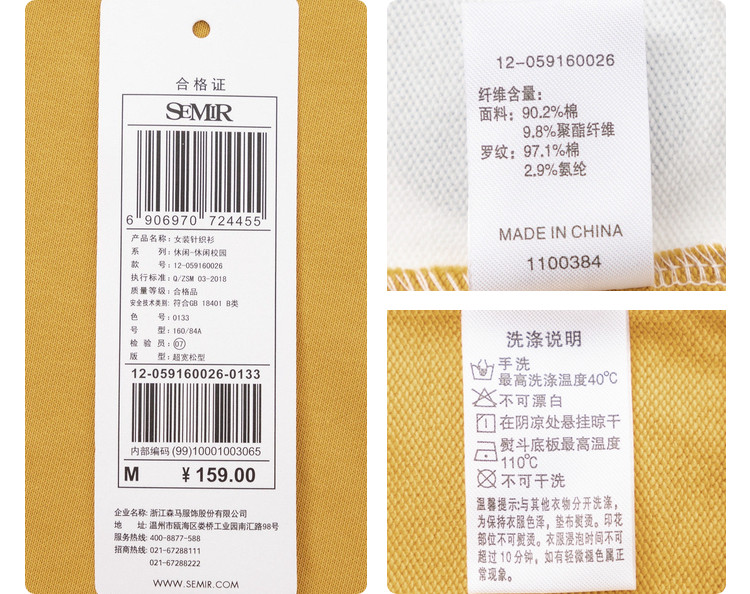 合格证
SEMIR
6 906970 724455
产品名称: 女装针织衫
系 列: 休闲-休闲校园
款 号: 12-059160026
执行标准: Q/ZSM 03-2018
质量等级: 合格品
安全技术类别: 符合GB 18401 B类
色 号: 0133
号 型: 160/84A
检 验 员: 07
版 型: 超宽松型
12-059160026-0133
内部编码 (99)10001003065
M ¥159.00
企业名称: 浙江森马服饰股份有限公司
地 址: 温州市瓯海区娄桥工业园南汇路98号
服务热线: 400-8877-588
招商热线: 021-67288111
传 真: 021-67288112
WWW.SEMIR.COM
12-059160026
纤维含量:
面料: 90.2%棉
9.8%聚酯纤维
罗纹: 97.1%棉
2.9%氨纶
MADE IN CHINA
1100384
洗涤说明
手洗
最高洗涤温度40℃
不可漂白
在阴凉处悬挂晾干
熨斗底板最高温度
110℃
不可干洗
温馨提示:与其他衣物分开洗涤,
为保持衣服色泽, 垫布熨烫。印花
部位不可熨烫。衣服浸泡时间不可
超过10分钟, 如有轻微褪色属正
常现象。